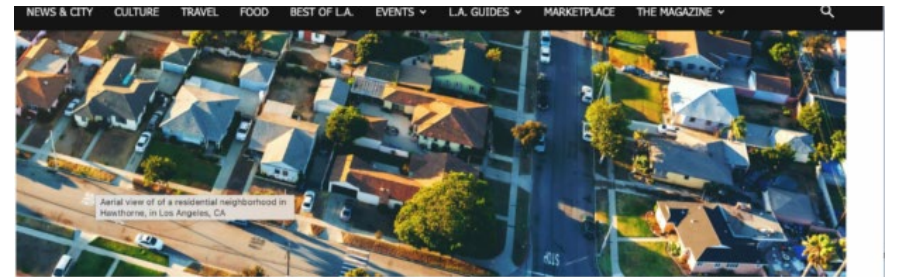 NEWS & CITY CULTURE TRAVEL FOOD BEST OF L.A. EVENTS L.A. GUIDES MARKETPLACE THE MAGAZINE
Aerial view of of a residential neighborhood in
Hawthorne, in Los Angeles, CA